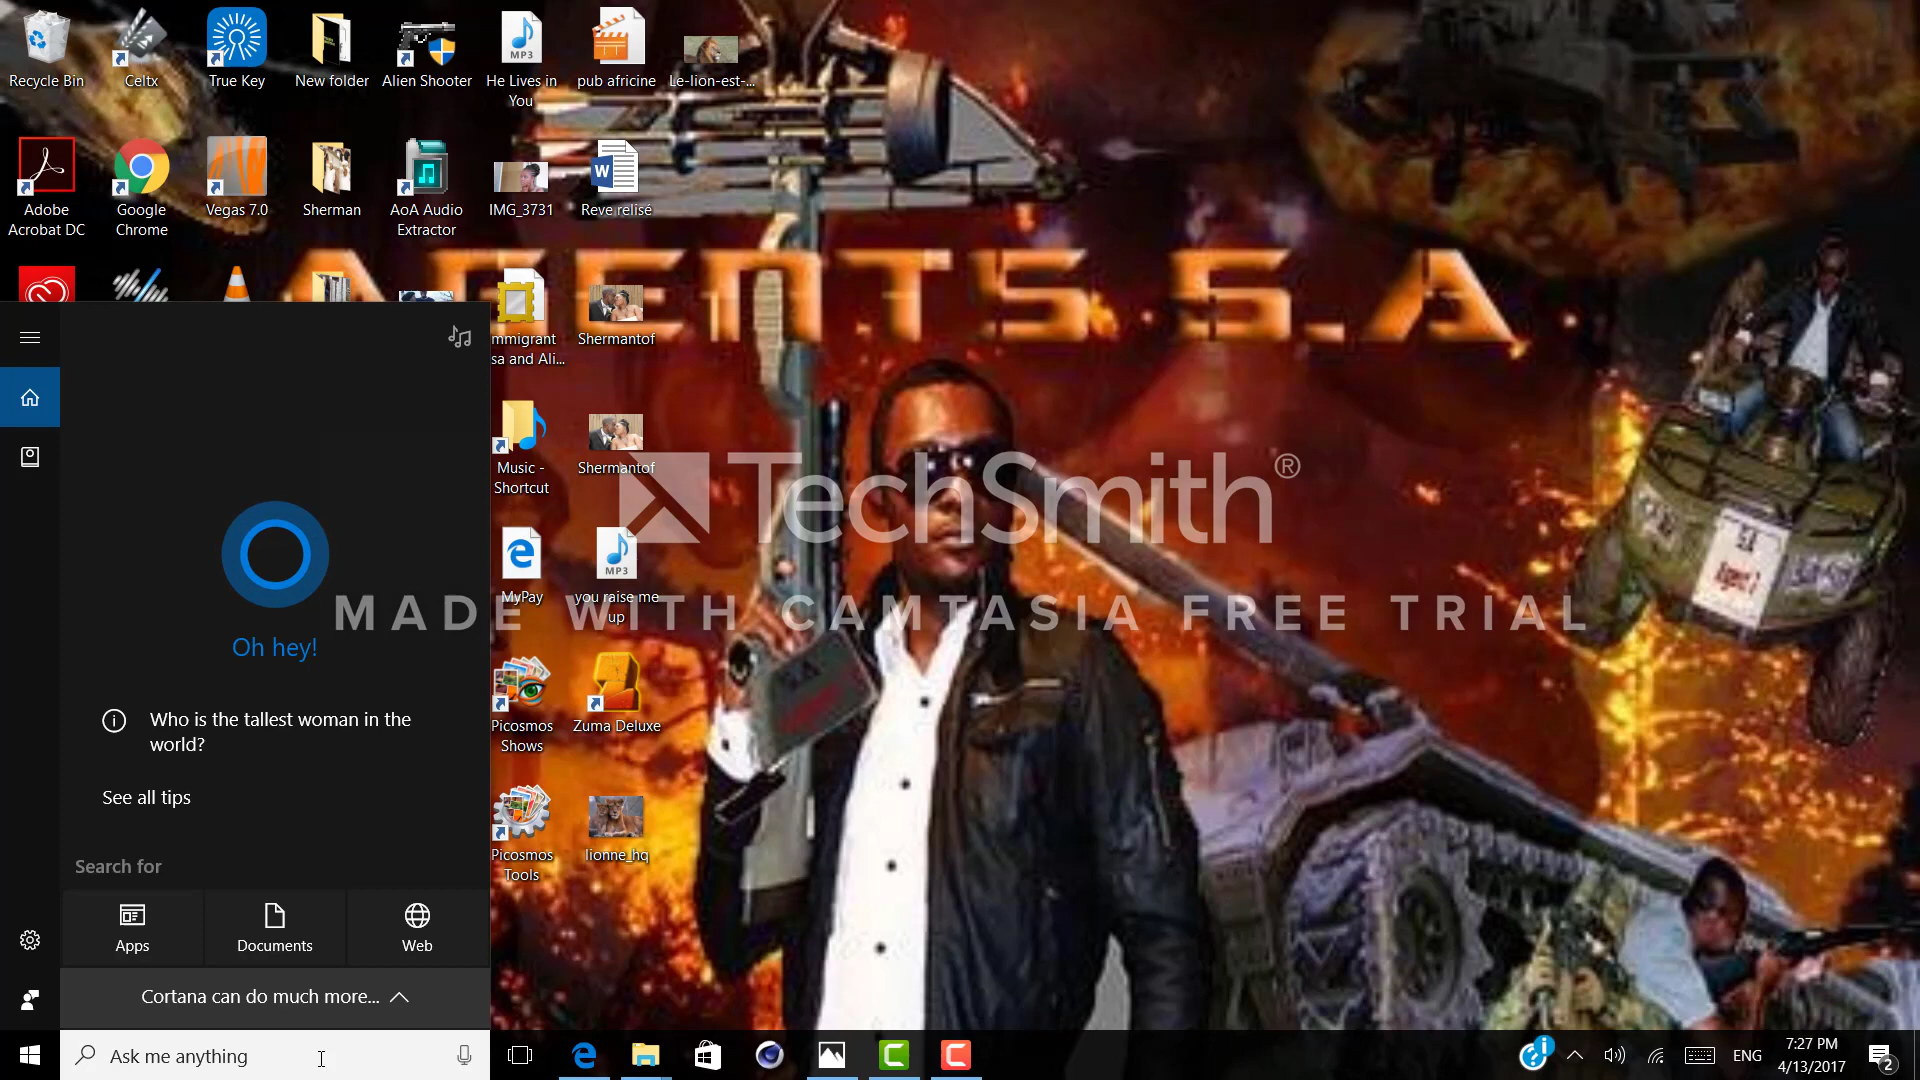 Recycle Bin
Celtx
True Key
New folder
Alien Shooter
He Lives in
You
pub africine
Le-lion-est-...
Adobe
Acrobat DC
Google
Chrome
Vegas 7.0
Sherman
AoA Audio
Extractor
IMG_3731
Reve relisé
AGENTS S.A
mmigrant
sa and Ali...
Shermantof
Music -
Shortcut
Shermantof
TechSmith®
MADE WITH CAMTASIA FREE TRIAL
MyPay
you raise me
up
Picosmos
Shows
Zuma Deluxe
Picosmos
Tools
lionne_hq
MP3
MP3
Oh hey!
Who is the tallest woman in the
world?
See all tips
Search for
Apps
Documents
Web
Cortana can do much more...
Ask me anything
ENG
7:27 PM
4/13/2017
2